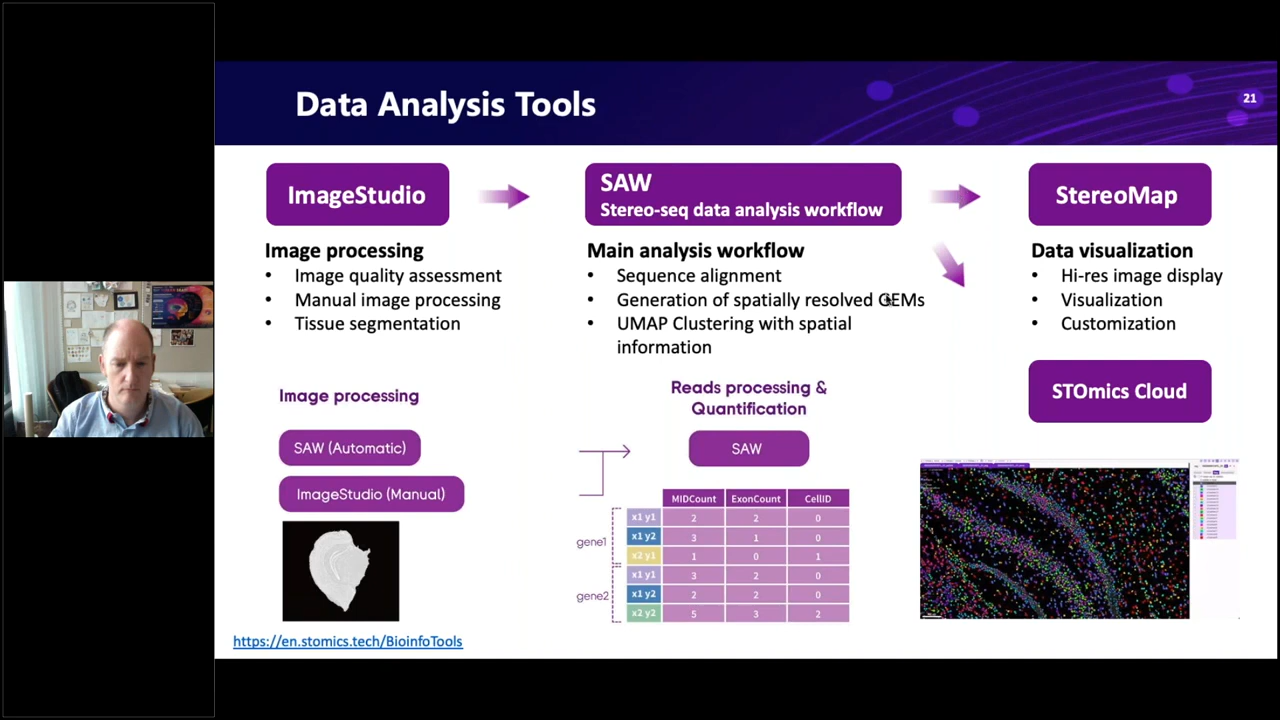 Data Analysis Tools
21
ImageStudio
SAW
Stereo-seq data analysis workflow
StereoMap
Image processing
• Image quality assessment
• Manual image processing
• Tissue segmentation
Main analysis workflow
• Sequence alignment
• Generation of spatially resolved GEMs
• UMAP Clustering with spatial
information
Data visualization
• Hi-res image display
• Visualization
• Customization
STOmics Cloud
Image processing
SAW (Automatic)
ImageStudio (Manual)
Reads processing &
Quantification
SAW
MIDCount ExonCount CellID
gene1
x1 y1 2 2 0
x1 y2 3 1 0
x2 y1 1 0 1
gene2
x1 y1 3 2 0
x1 y2 2 2 0
x2 y2 5 3 2
https://en.stomics.tech/BioinfoTools